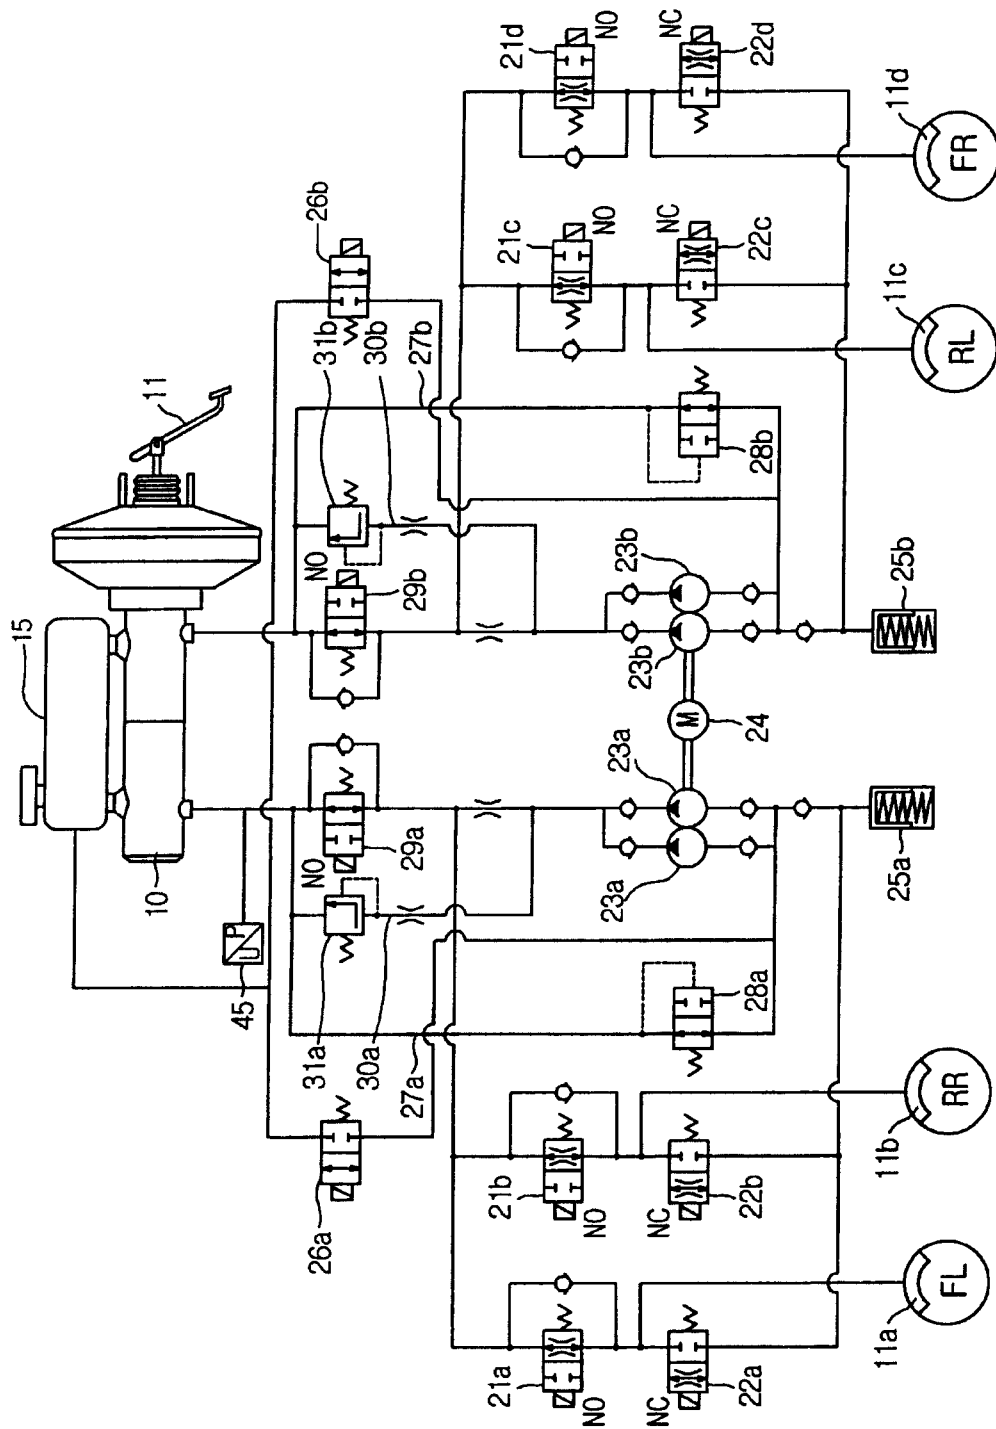 15
11
10
45
P
U
26b
31b
30b
27b
NO
29b
NO
29a
31a
30a
27a
26a
21d
NO
NC
22d
21c
NO
NC
22c
28b
23b
23b
M
24
23a
23a
28a
21b
NO
NC
22b
21a
NO
NC
22a
25b
25a
11d
FR
11c
RL
11b
RR
11a
FL